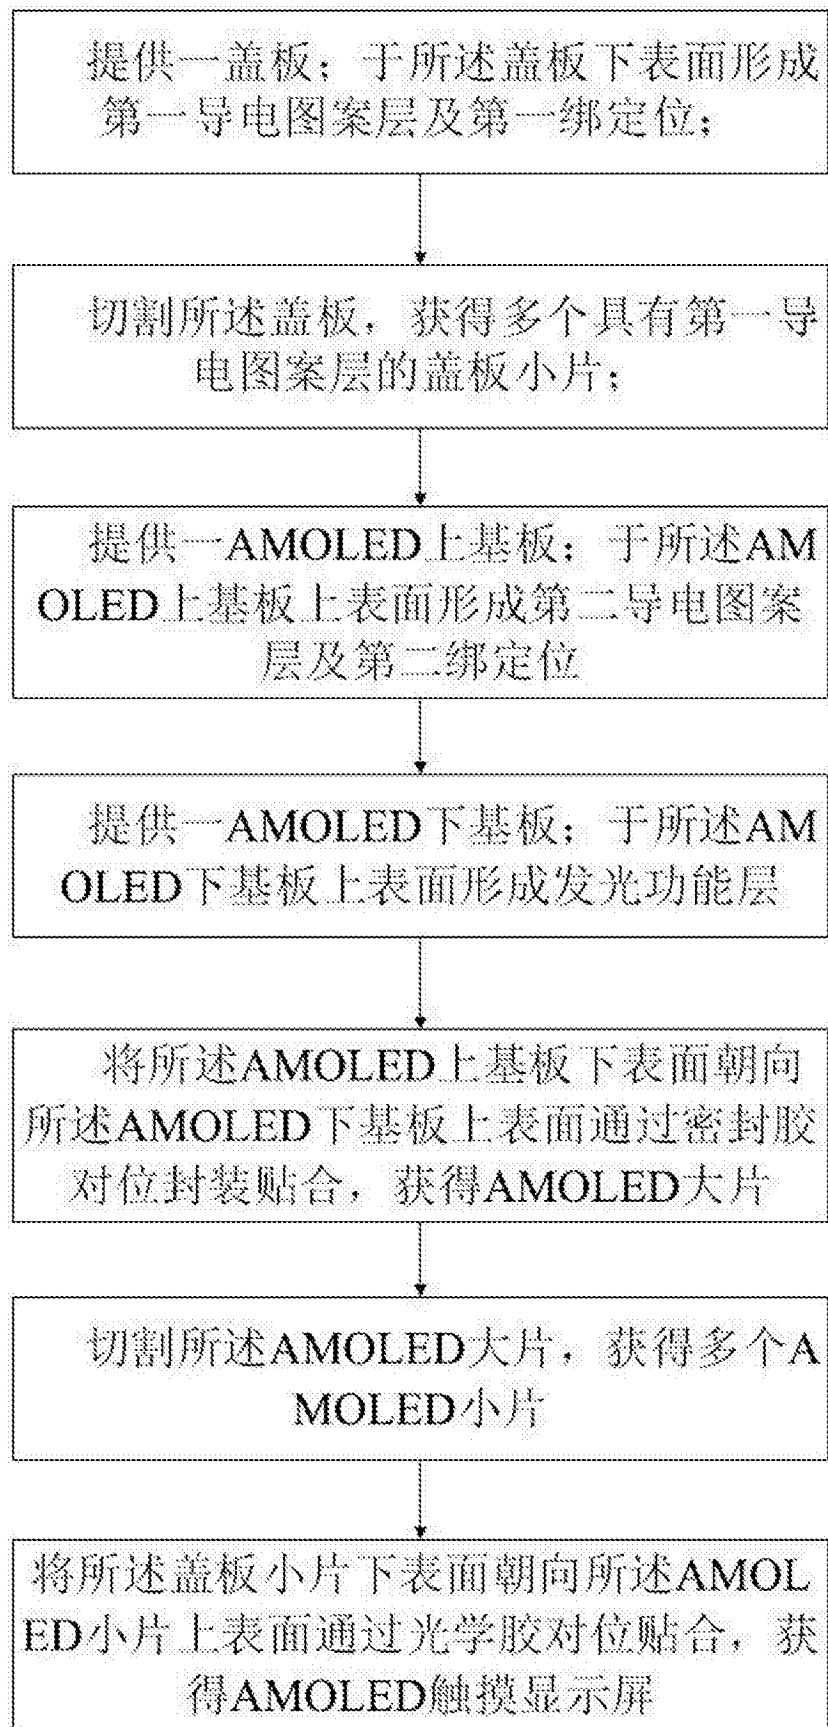 提供一盖板；于所述盖板下表面形成
第一导电图案层及第一绑定位；
切割所述盖板，获得多个具有第一导
电图案层的盖板小片；
提供一AMOLED上基板；于所述AM
OLED上基板上表面形成第二导电图案
层及第二绑定位
提供一AMOLED下基板；于所述AM
OLED下基板上表面形成发光功能层
将所述AMOLED上基板下表面朝向
所述AMOLED下基板上表面通过密封胶
对位封装贴合，获得AMOLED大片
切割所述AMOLED大片，获得多个A
MOLED小片
将所述盖板小片下表面朝向所述AMOL
ED小片上表面通过光学胶对位贴合，获
得AMOLED触摸显示屏